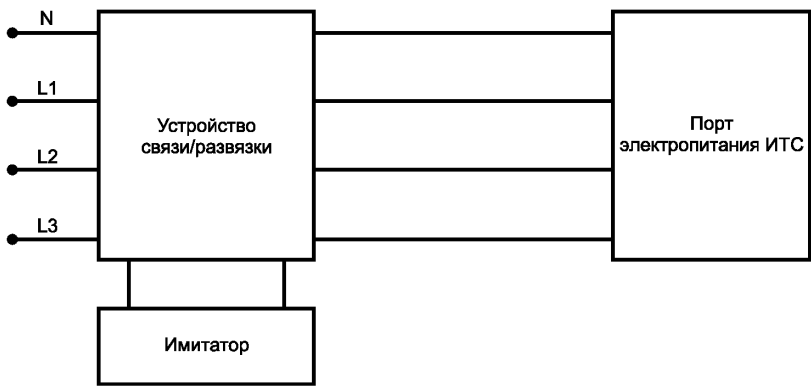 N
L1
L2
L3
Устройство
связи/развязки
Порт
электропитания ИТС
Имитатор